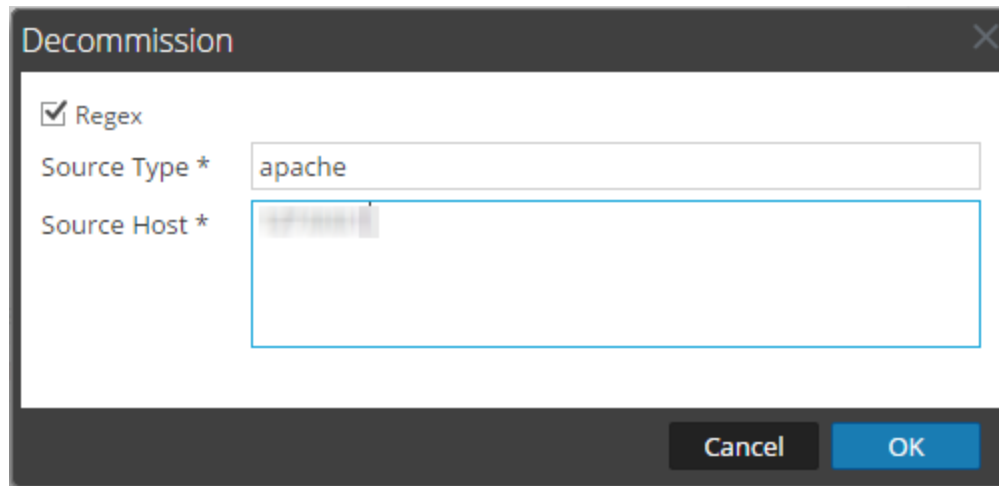 Decommission
Regex
Source Type * apache
Source Host *
Cancel OK